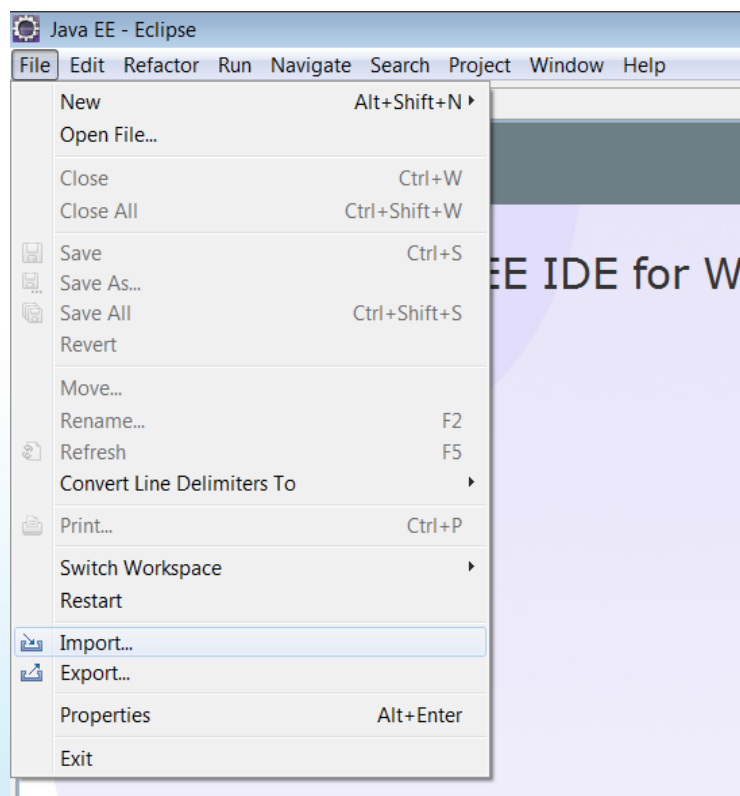 Java EE - Eclipse
File Edit Refactor Run Navigate Search Project Window Help
New Alt+Shift+N
Open File...
Close Ctrl+W
Close All Ctrl+Shift+W
Save Ctrl+S
EE IDE for W
Save As...
Save All Ctrl+Shift+S
Revert
Move...
Rename... F2
Refresh F5
Convert Line Delimiters To
Print... Ctrl+P
Switch Workspace
Restart
Import...
Export...
Properties Alt+Enter
Exit